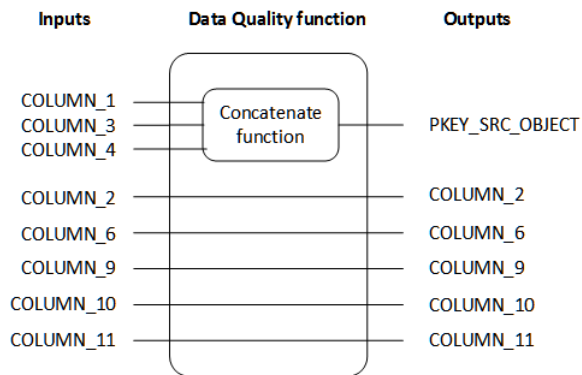 Inputs Data Quality function Outputs
COLUMN_1
COLUMN_3
COLUMN_4
Concatenate
function
PKEY_SRC_OBJECT
COLUMN_2 COLUMN_2
COLUMN_6 COLUMN_6
COLUMN_9 COLUMN_9
COLUMN_10 COLUMN_10
COLUMN_11 COLUMN_11